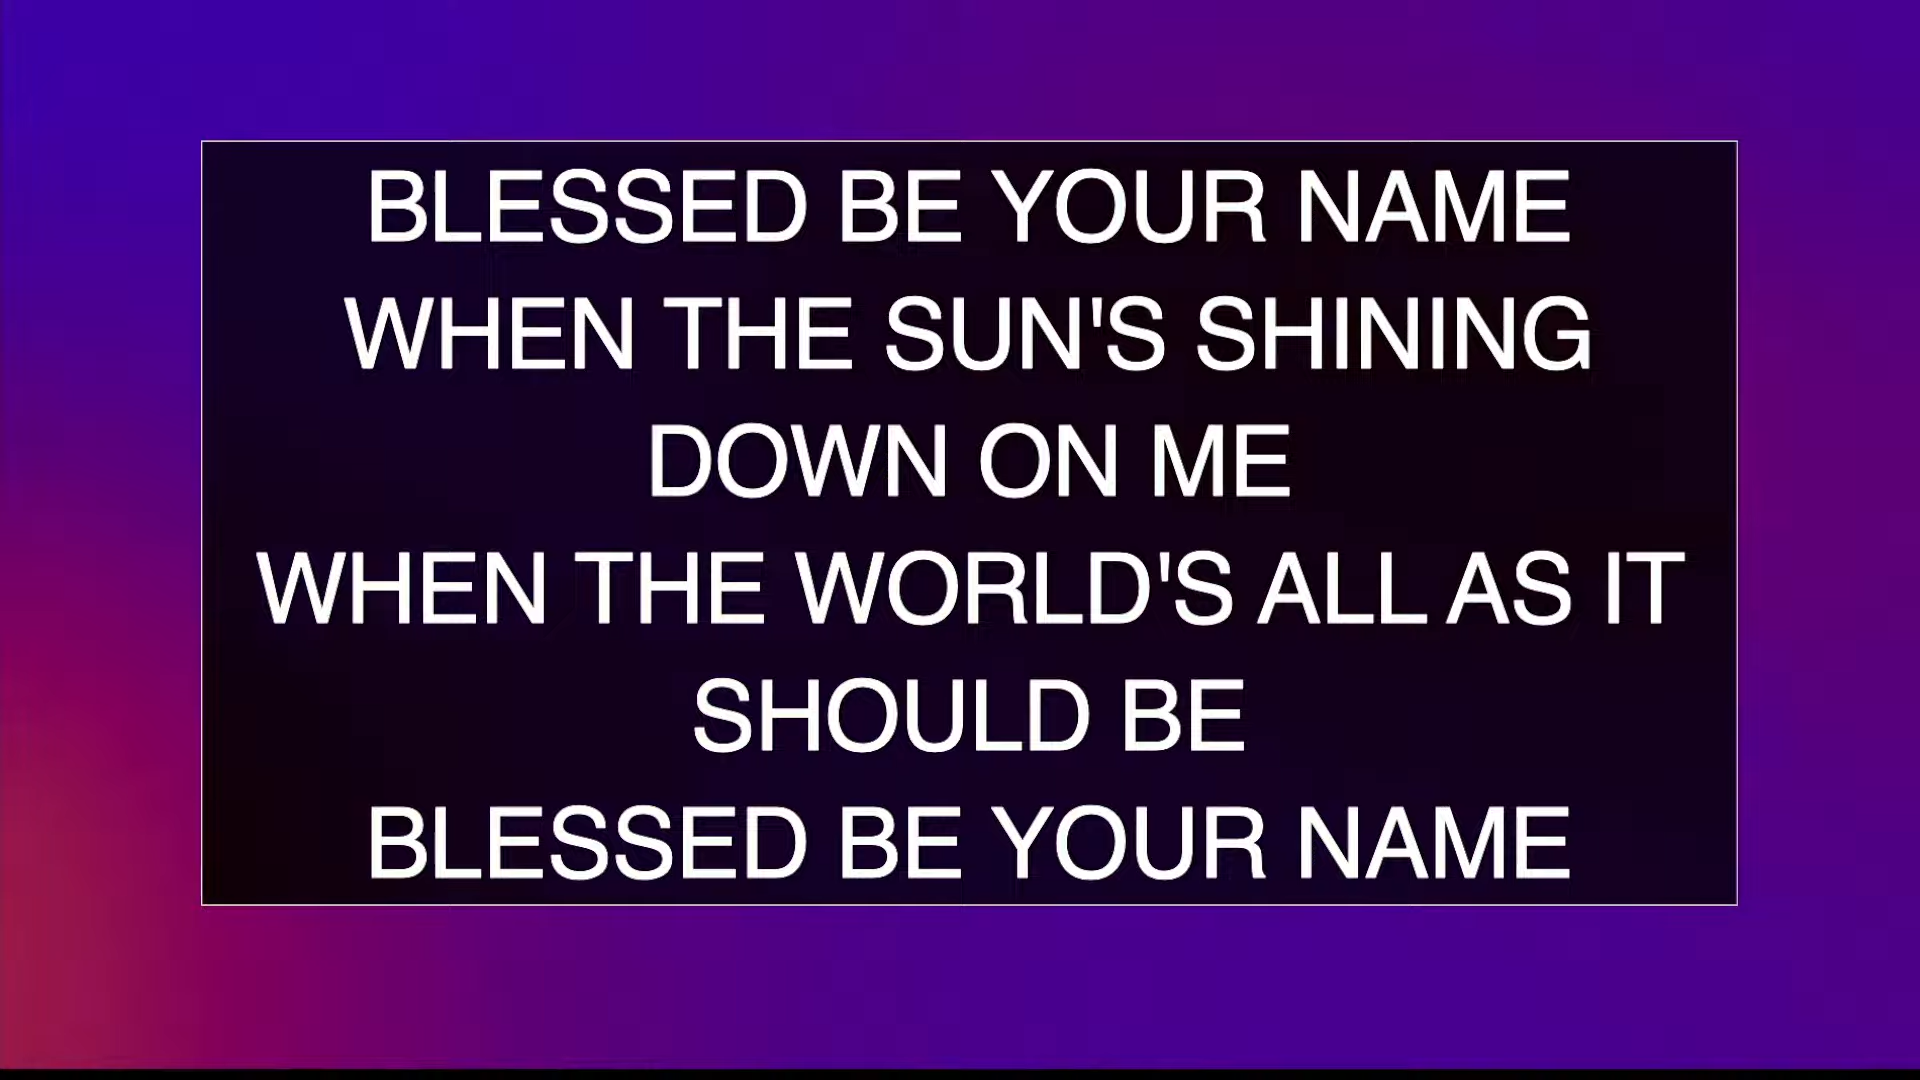 BLESSED BE YOUR NAME
WHEN THE SUN'S SHINING
DOWN ON ME
WHEN THE WORLD'S ALL AS IT
SHOULD BE
BLESSED BE YOUR NAME